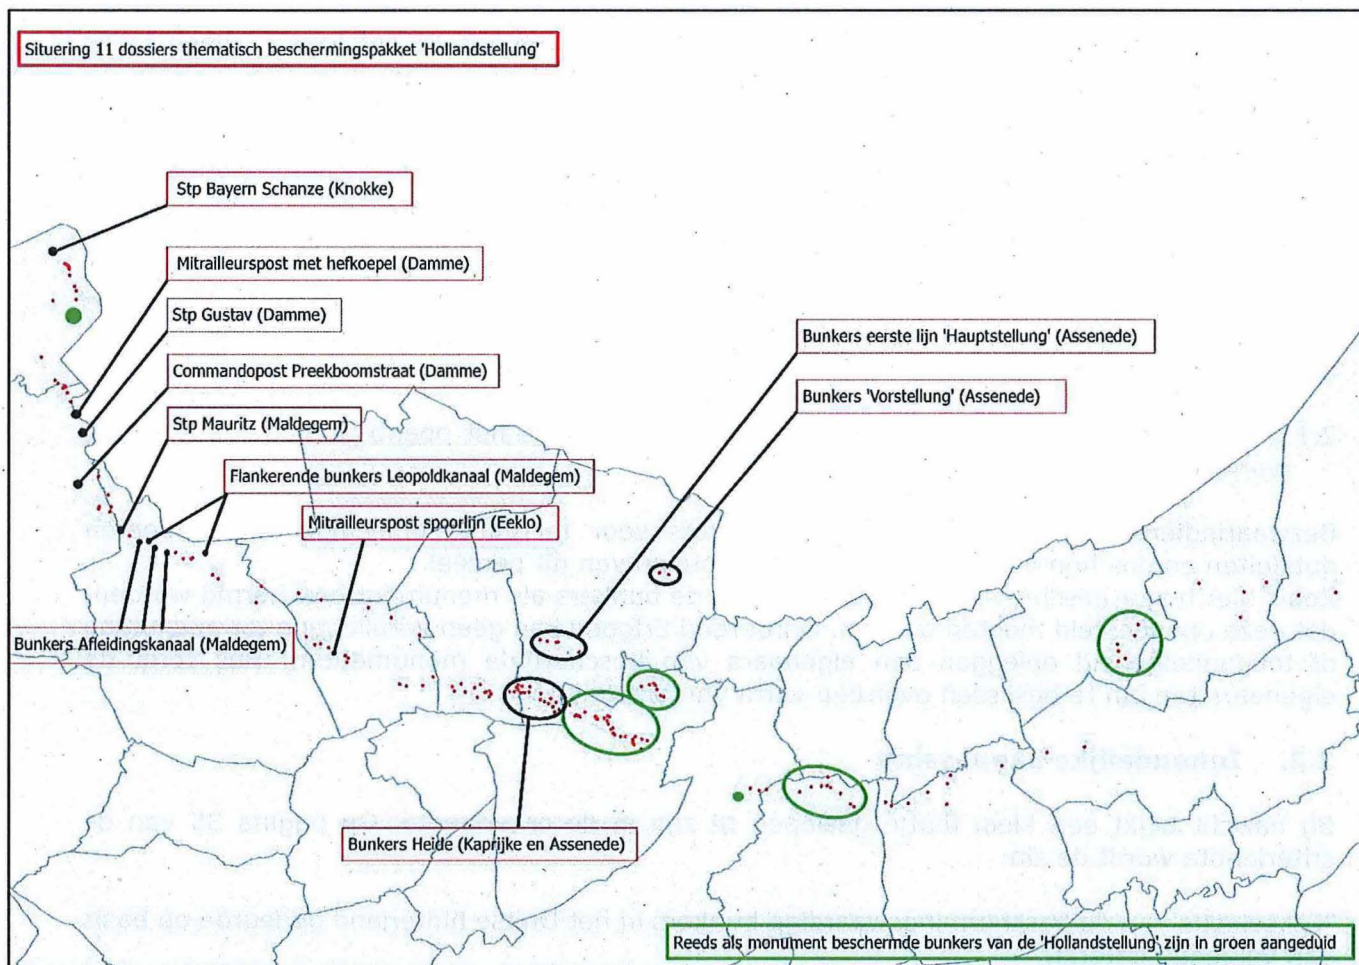 Situering 11 dossiers thematisch beschermingspakket 'Hollandstellung'
Stp Bayern Schanze (Knokke)
Mitrailleurspost met hefkoepel (Damme)
Stp Gustav (Damme)
Bunkers eerste lijn 'Hauptstellung' (Assenede)
Commandopost Preekboomstraat (Damme)
Bunkers 'Vorstellung' (Assenede)
Stp Mauritz (Maldegem)
Flankerende bunkers Leopoldkanaal (Maldegem)
Mitrailleurspost spoorlijn (Eeklo)
Bunkers Afleidingskanaal (Maldegem)
Bunkers Heide (Kaprijke en Assenede)
Reeds als monument beschermde bunkers van de 'Hollandstellung' zijn in groen aangeduid